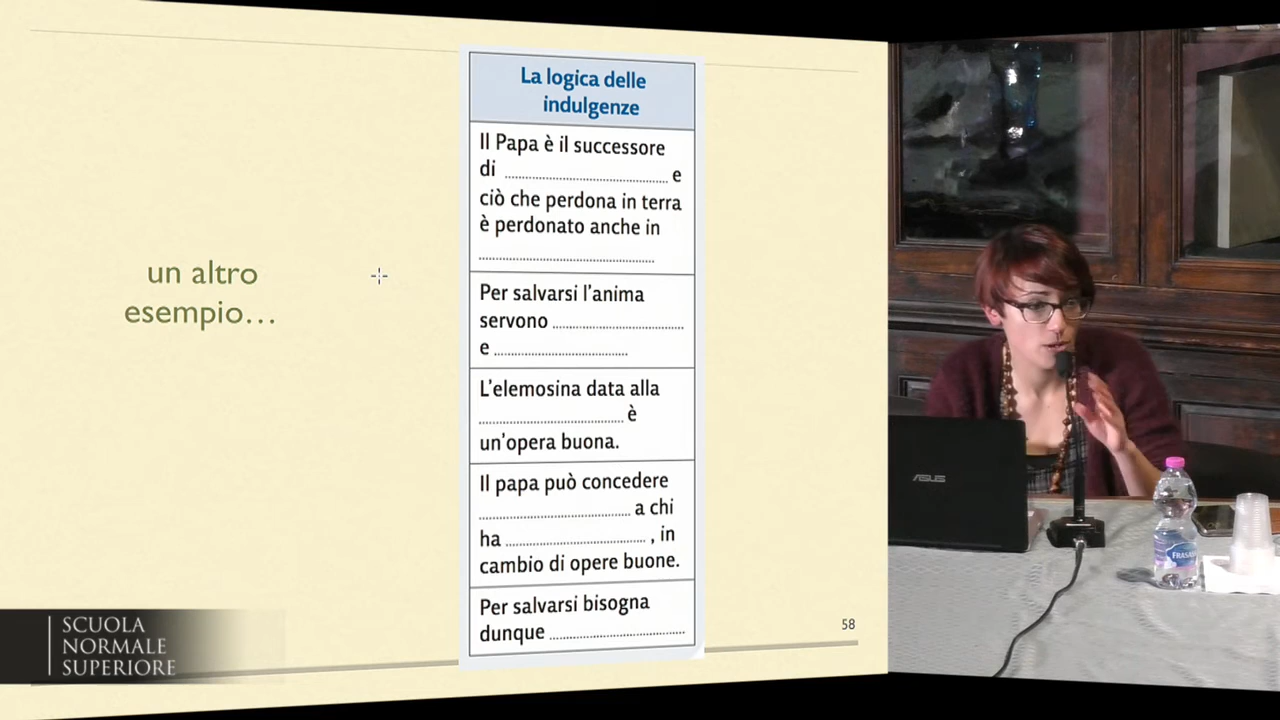 un altro
esempio...
La logica delle
indulgenze
Il Papa è il successore
di ........................................ e
ciò che perdona in terra
è perdonato anche in
............................................
Per salvarsi l'anima
servono .................................
e ..................................
L'elemosina data alla
.................................... è
un'opera buona.
Il papa può concedere
...................................... a chi
ha ................................... , in
cambio di opere buone.
Per salvarsi bisogna
dunque ..................................
58
SCUOLA
NORMALE
SUPERIORE
ASUS